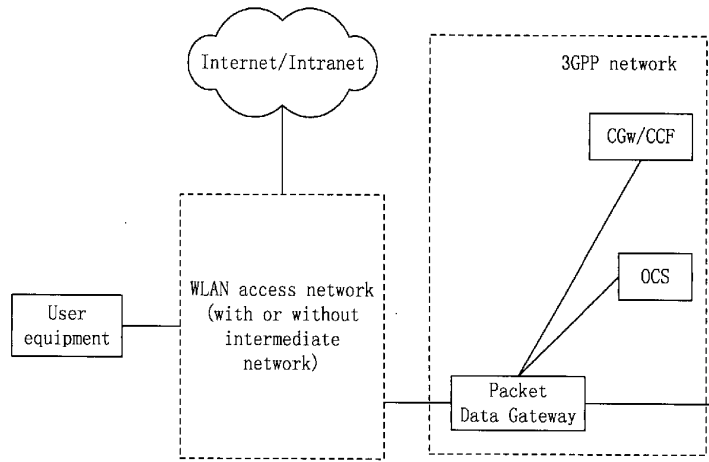 Internet/Intranet
3GPP network
CGw/CCF
OCS
WLAN access network
(with or without
intermediate
network)
User
equipment
Packet
Data Gateway